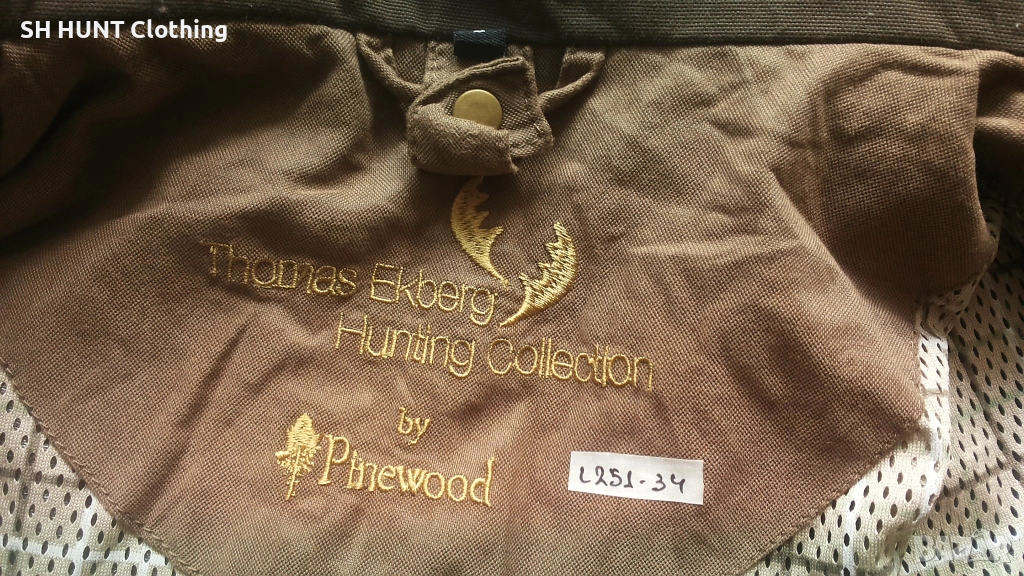 SH HUNT Clothing
Thomas Ekberg
Hunting Collection
by
Pinewood
L251-34